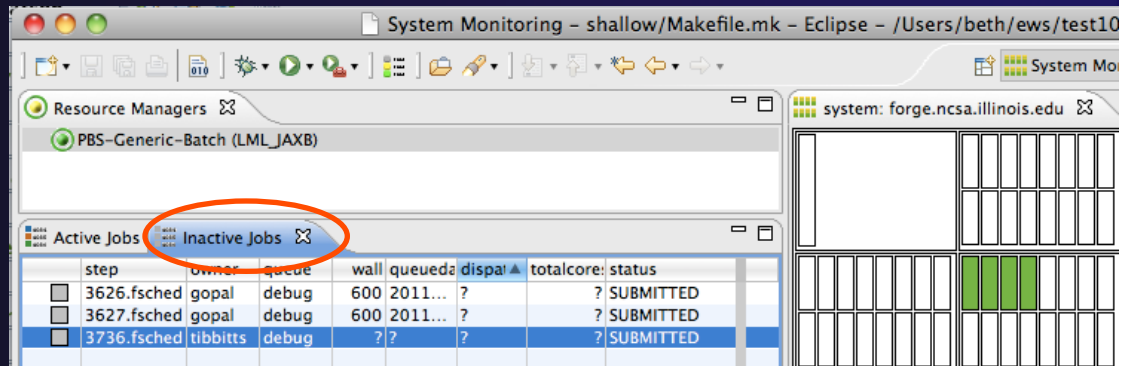 System Monitoring – shallow/Makefile.mk – Eclipse – /Users/beth/ews/test10
010
System Mo
Resource Managers
system: forge.ncsa.illinois.edu
PBS-Generic-Batch (LML_JAXB)
Active Jobs Inactive Jobs
step owner queue wall queueda dispat totalcore: status
3626.fsched gopal debug 600 2011... ? ? SUBMITTED
3627.fsched gopal debug 600 2011... ? ? SUBMITTED
3736.fsched tibbitts debug ? ? ? ? SUBMITTED